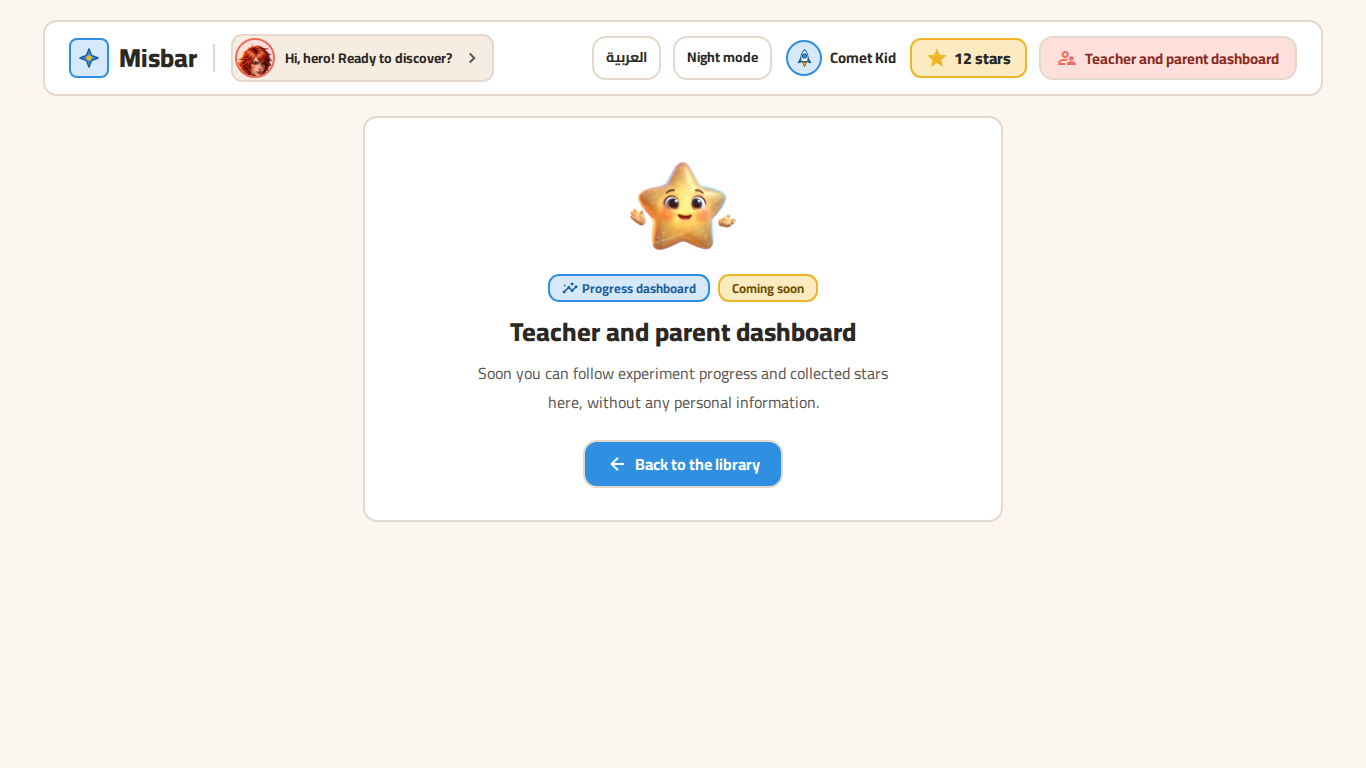 Misbar
Hi, hero! Ready to discover?
العربية
Night mode
Comet Kid
12 stars
Teacher and parent dashboard
Progress dashboard
Coming soon
Teacher and parent dashboard
Soon you can follow experiment progress and collected stars
here, without any personal information.
Back to the library